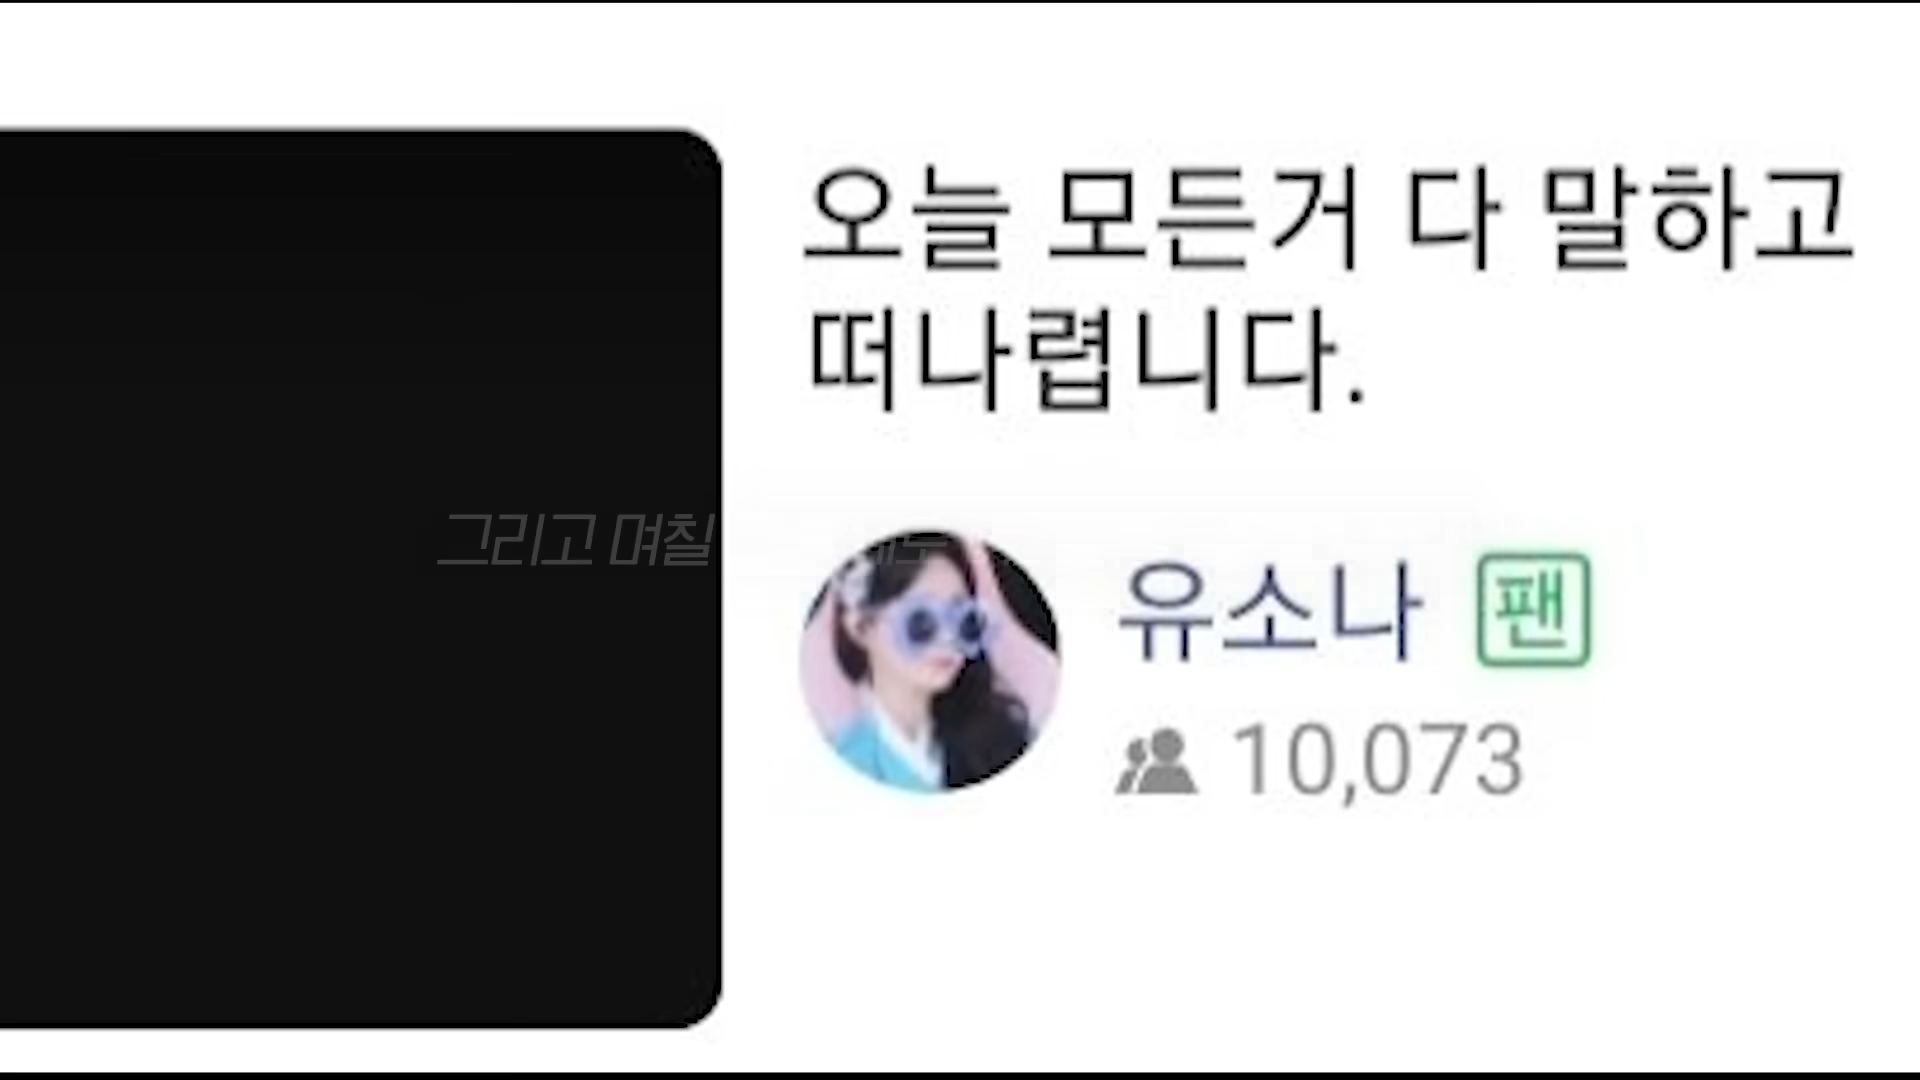 오늘 모든거 다 말하고
떠나렵니다.
그리고 며칠
유소나 팬
10,073